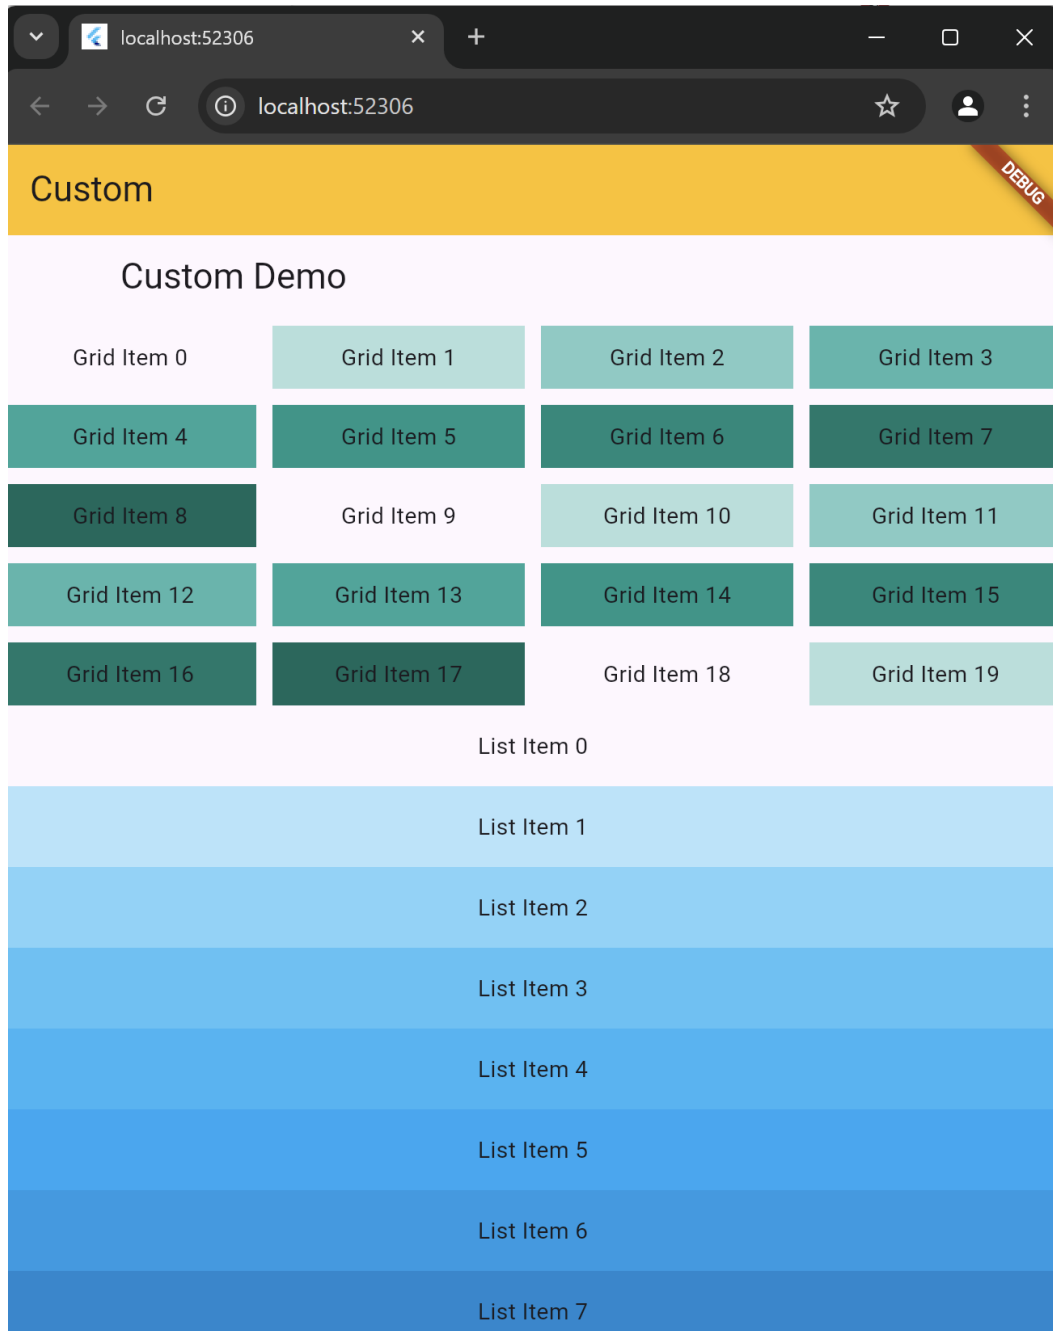 localhost:52306
localhost:52306
Custom
DEBUG
Custom Demo
Grid Item 0 Grid Item 1 Grid Item 2 Grid Item 3
Grid Item 4 Grid Item 5 Grid Item 6 Grid Item 7
Grid Item 8 Grid Item 9 Grid Item 10 Grid Item 11
Grid Item 12 Grid Item 13 Grid Item 14 Grid Item 15
Grid Item 16 Grid Item 17 Grid Item 18 Grid Item 19
List Item 0
List Item 1
List Item 2
List Item 3
List Item 4
List Item 5
List Item 6
List Item 7